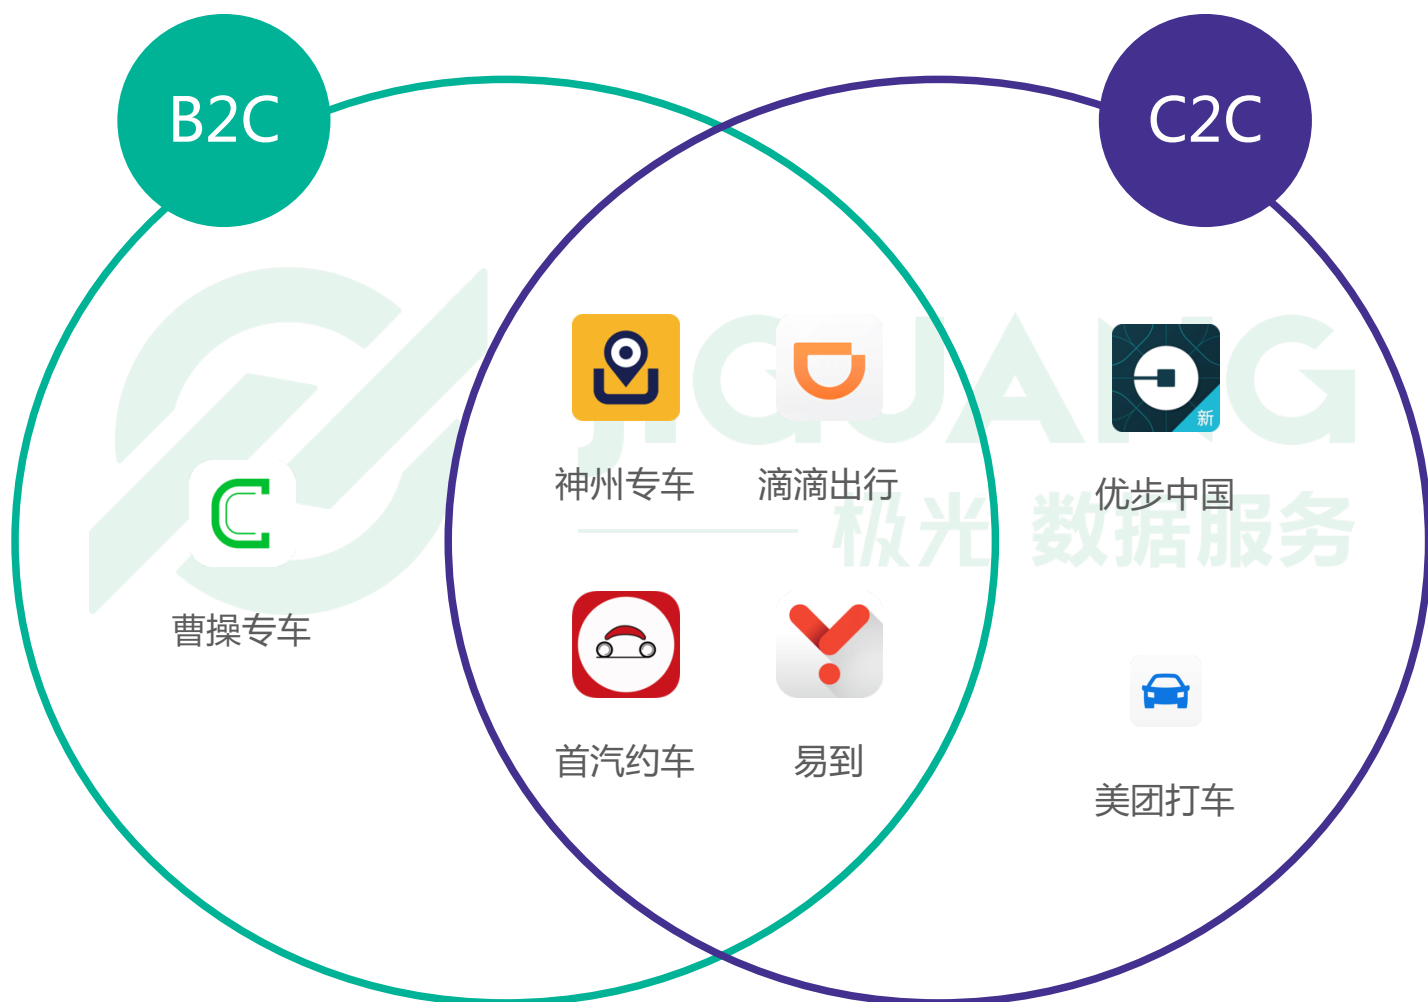 B2C
C2C
JIGUANG
极光 数据服务
神州专车
滴滴出行
新
优步中国
曹操专车
首汽约车
易到
美团打车